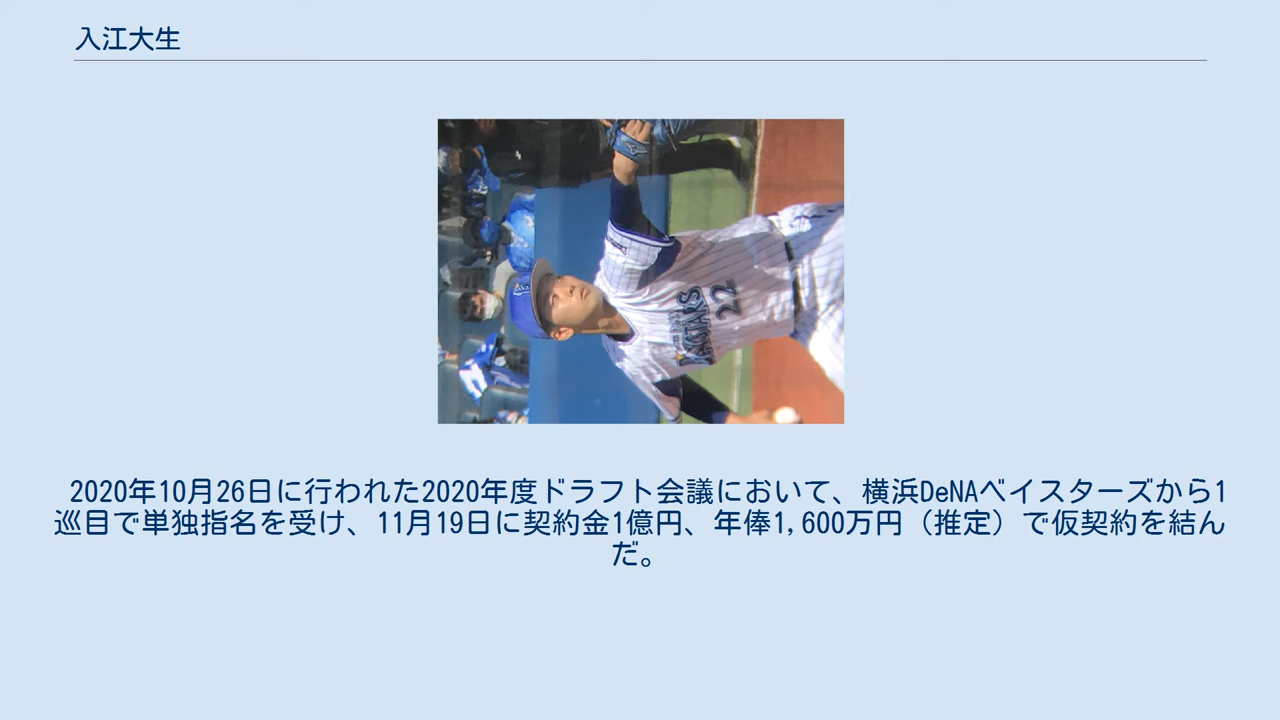 入江大生
BAYSTARS
22
2020年10月26日に行われた2020年度ドラフト会議において、横浜DeNAベイスターズから1
巡目で単独指名を受け、11月19日に契約金1億円、年俸1,600万円（推定）で仮契約を結ん
だ。